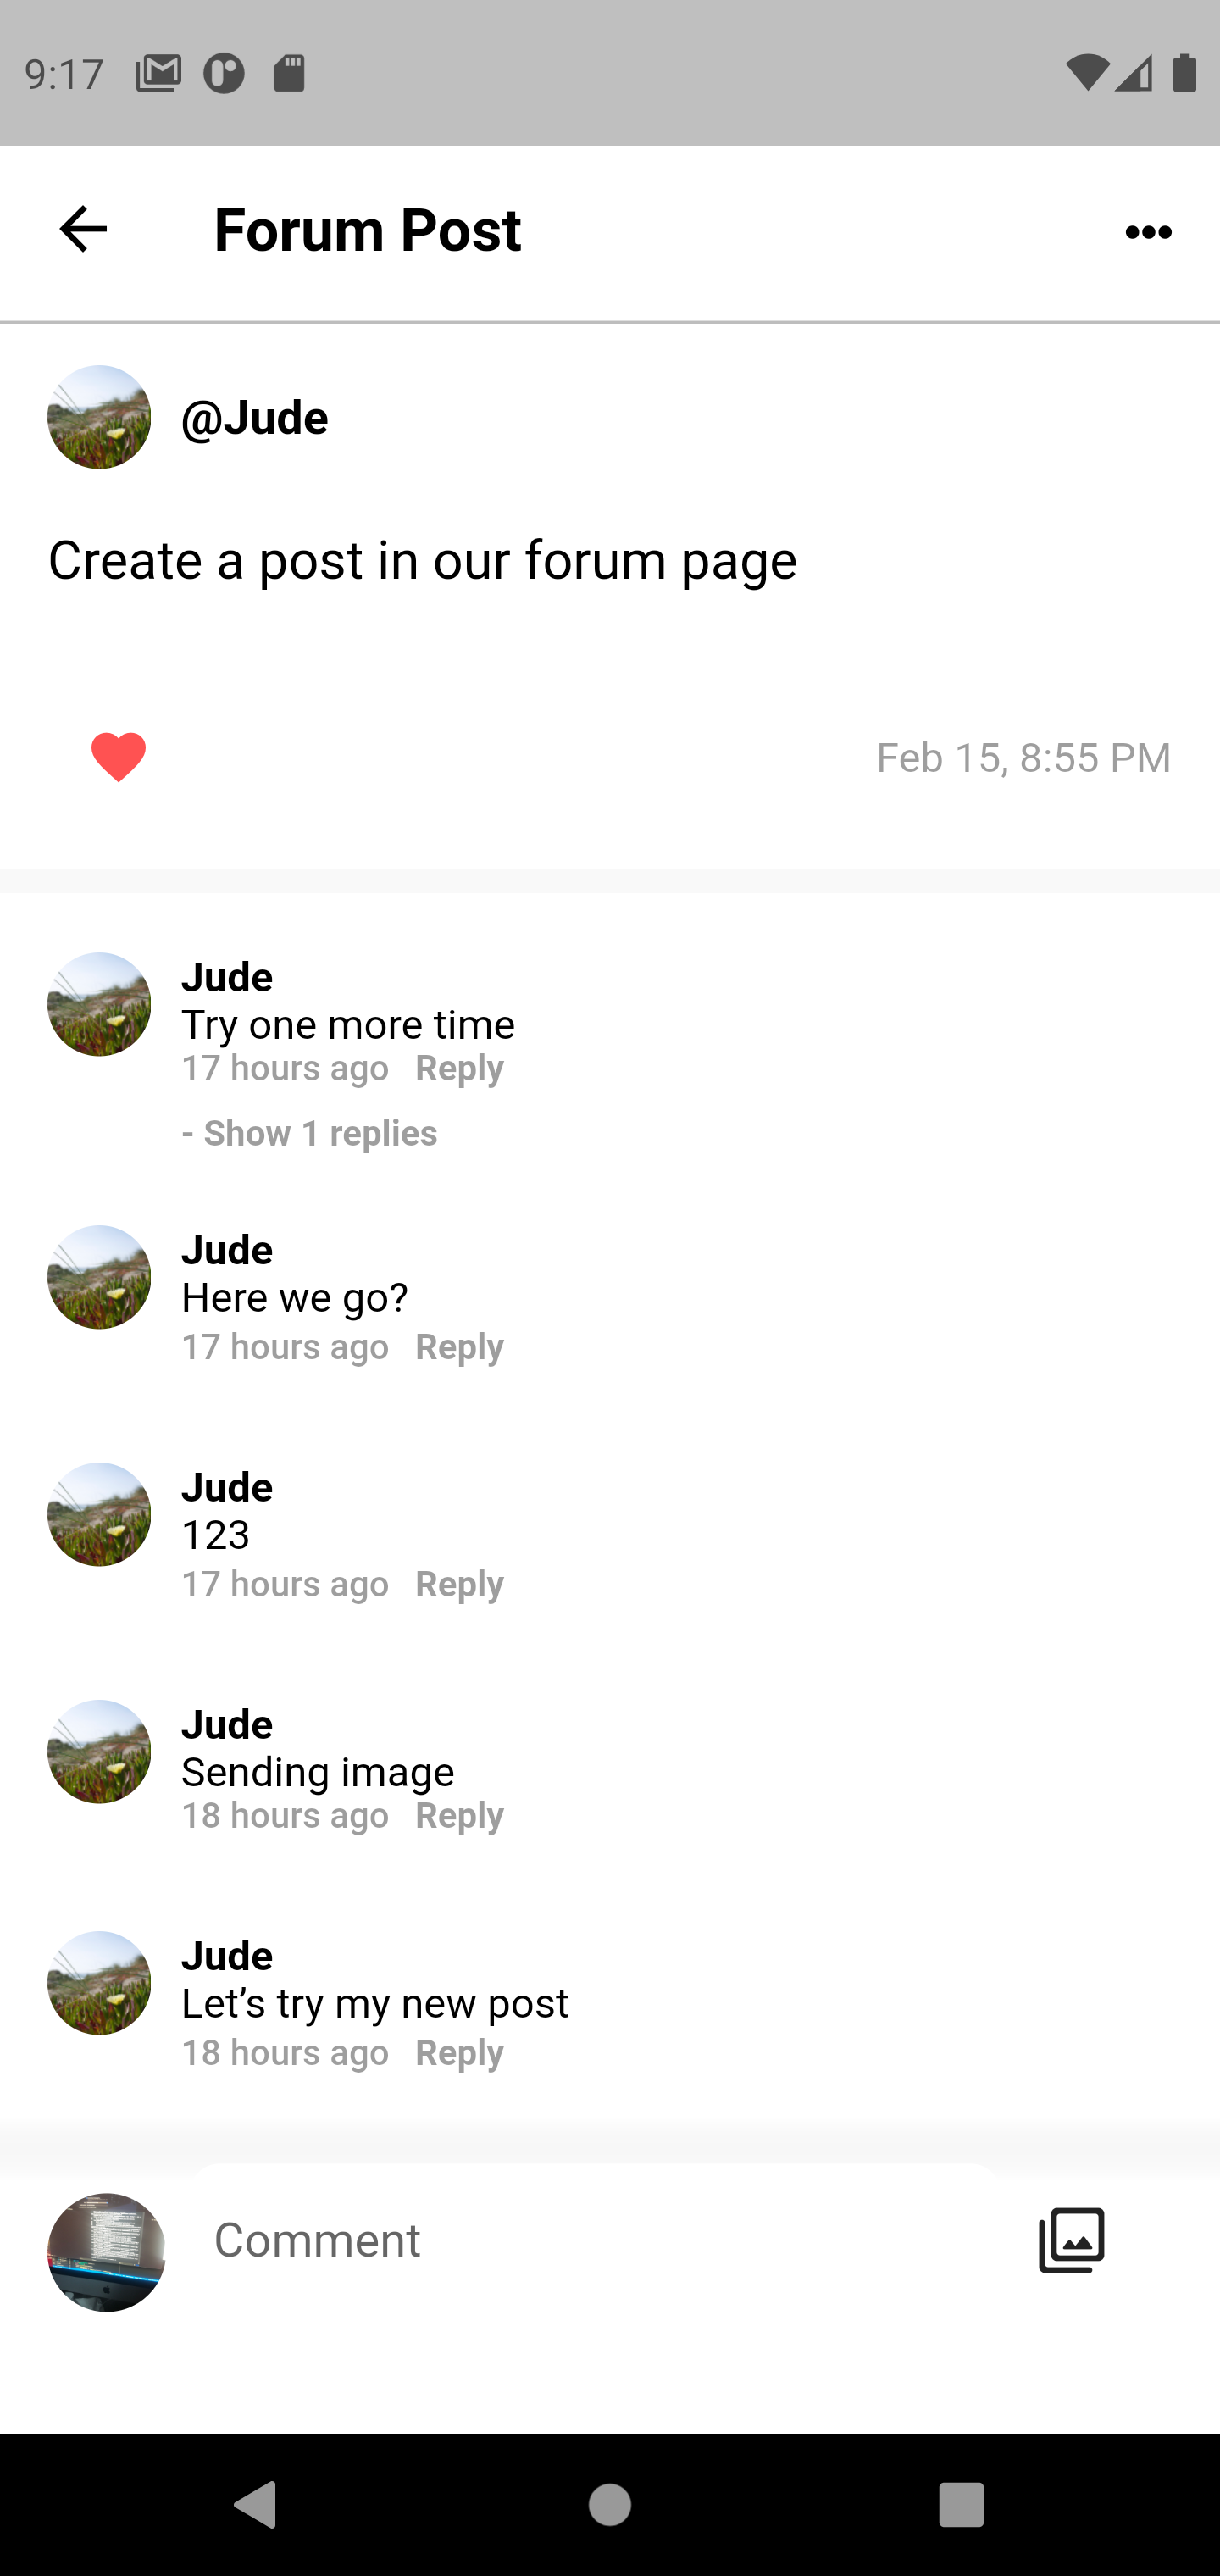 9:17
Forum Post
@Jude
Create a post in our forum page
Feb 15, 8:55 PM
Jude
Try one more time
17 hours ago Reply
- Show 1 replies
Jude
Here we go?
17 hours ago Reply
Jude
123
17 hours ago Reply
Jude
Sending image
18 hours ago Reply
Jude
Let’s try my new post
18 hours ago Reply
Comment